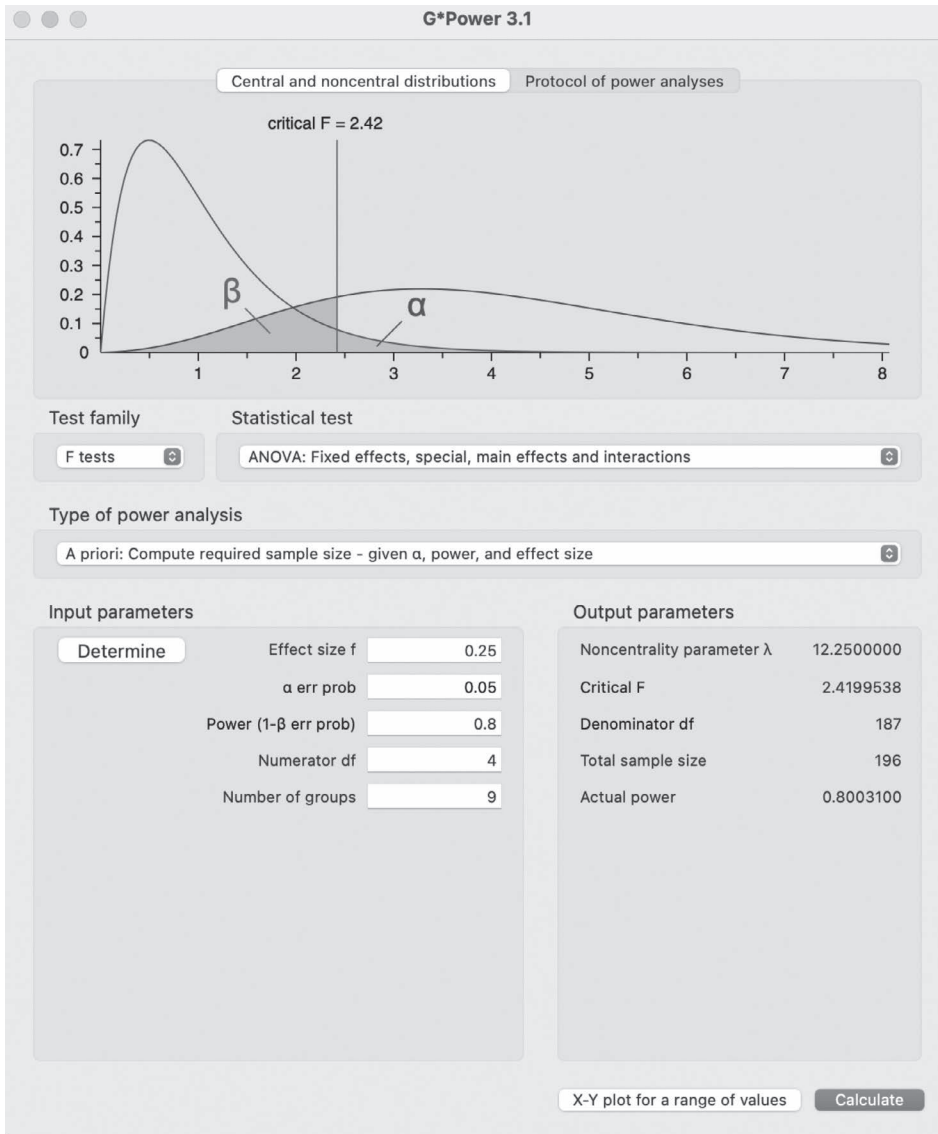 G*Power 3.1
Central and noncentral distributions Protocol of power analyses
critical F = 2.42
0.7
0.6
0.5
0.4
0.3
0.2
0.1
0
β
α
1 2 3 4 5 6 7 8
Test family Statistical test
F tests ANOVA: Fixed effects, special, main effects and interactions
Type of power analysis
A priori: Compute required sample size - given α, power, and effect size
Input parameters
Determine Effect size f 0.25
α err prob 0.05
Power (1-β err prob) 0.8
Numerator df 4
Number of groups 9
Output parameters
Noncentrality parameter λ 12.2500000
Critical F 2.4199538
Denominator df 187
Total sample size 196
Actual power 0.8003100
X-Y plot for a range of values Calculate